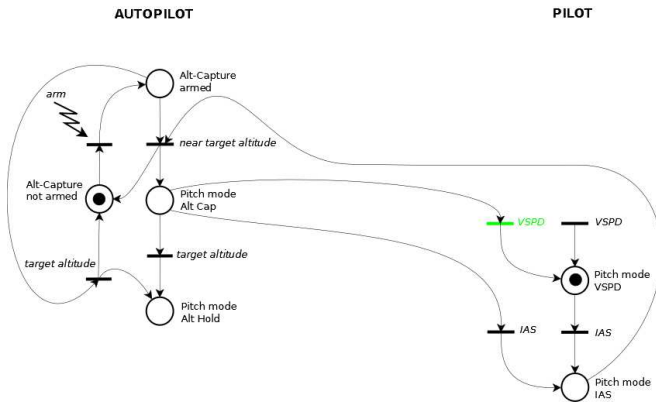 AUTOPILOT
PILOT
Alt-Capture
armed
arm
near target altitude
Alt-Capture
not armed
Pitch mode
Alt Cap
VSPD
VSPD
target altitude
target altitude
Pitch mode
VSPD
Pitch mode
Alt Hold
IAS
IAS
Pitch mode
IAS